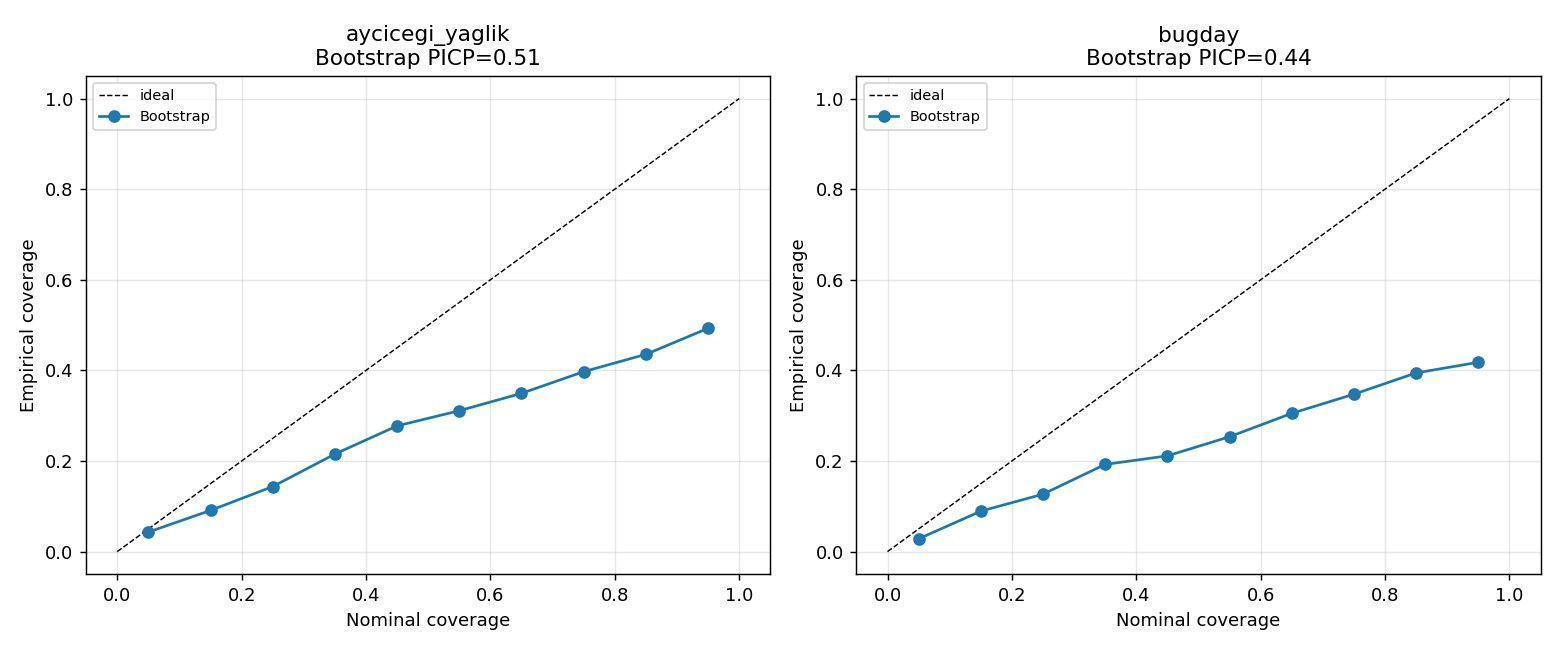 aycicegi_yaglik
Bootstrap PICP=0.51
ideal
Bootstrap
1.0
0.8
0.6
0.4
0.2
0.0
Empirical coverage
0.0 0.2 0.4 0.6 0.8 1.0
Nominal coverage
bugday
Bootstrap PICP=0.44
ideal
Bootstrap
1.0
0.8
0.6
0.4
0.2
0.0
Empirical coverage
0.0 0.2 0.4 0.6 0.8 1.0
Nominal coverage